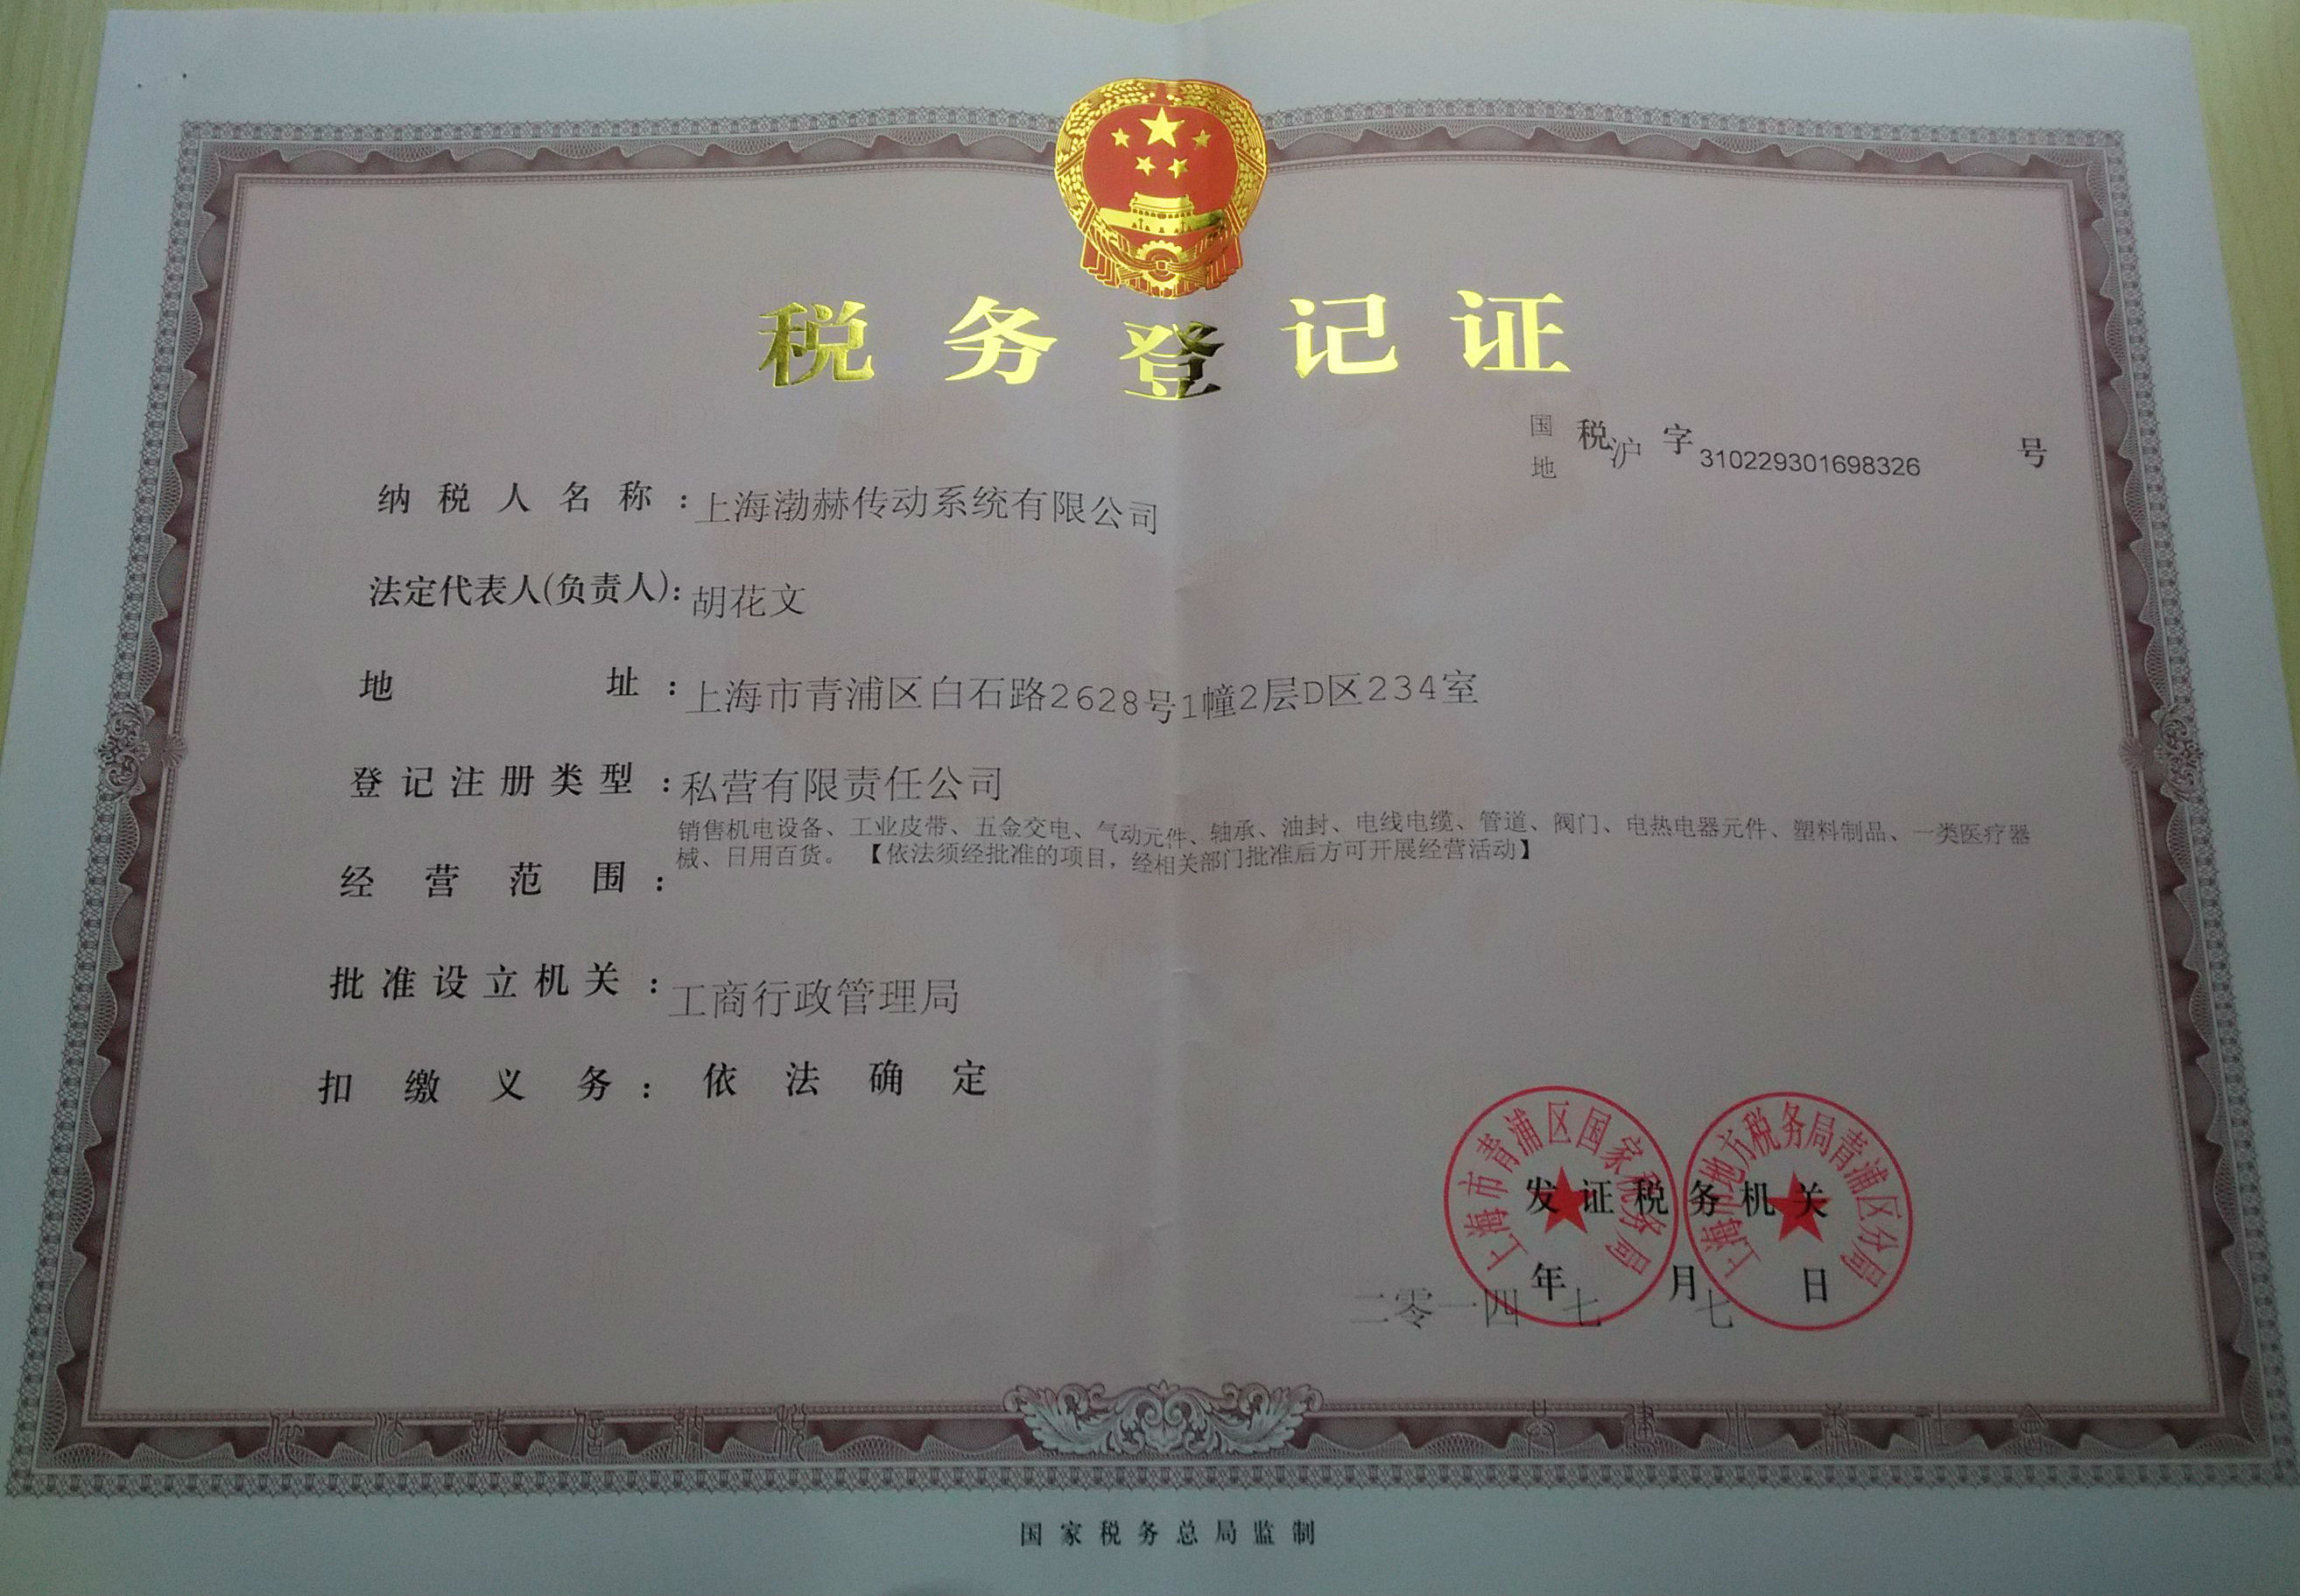 税务登记证
国
地 税沪字310229301698326号
纳税人名称：上海渤赫传动系统有限公司
法定代表人(负责人)：胡花文
地址：上海市青浦区白石路2628号1幢2层D区234室
登记注册类型：私营有限责任公司
经营范围：销售机电设备、工业皮带、五金交电、气动元件、轴承、油封、电线电缆、管道、阀门、电热电器元件、塑料制品、一类医疗器
械、日用百货。【依法须经批准的项目，经相关部门批准后方可开展经营活动】
批准设立机关：工商行政管理局
扣缴义务：依法确定
上海市青浦区国家税务局
上海市地方税务局青浦区分局
发证税务机关
二零一四年七月七日
依法誠信納税
共建小康社會
国家税务总局监制